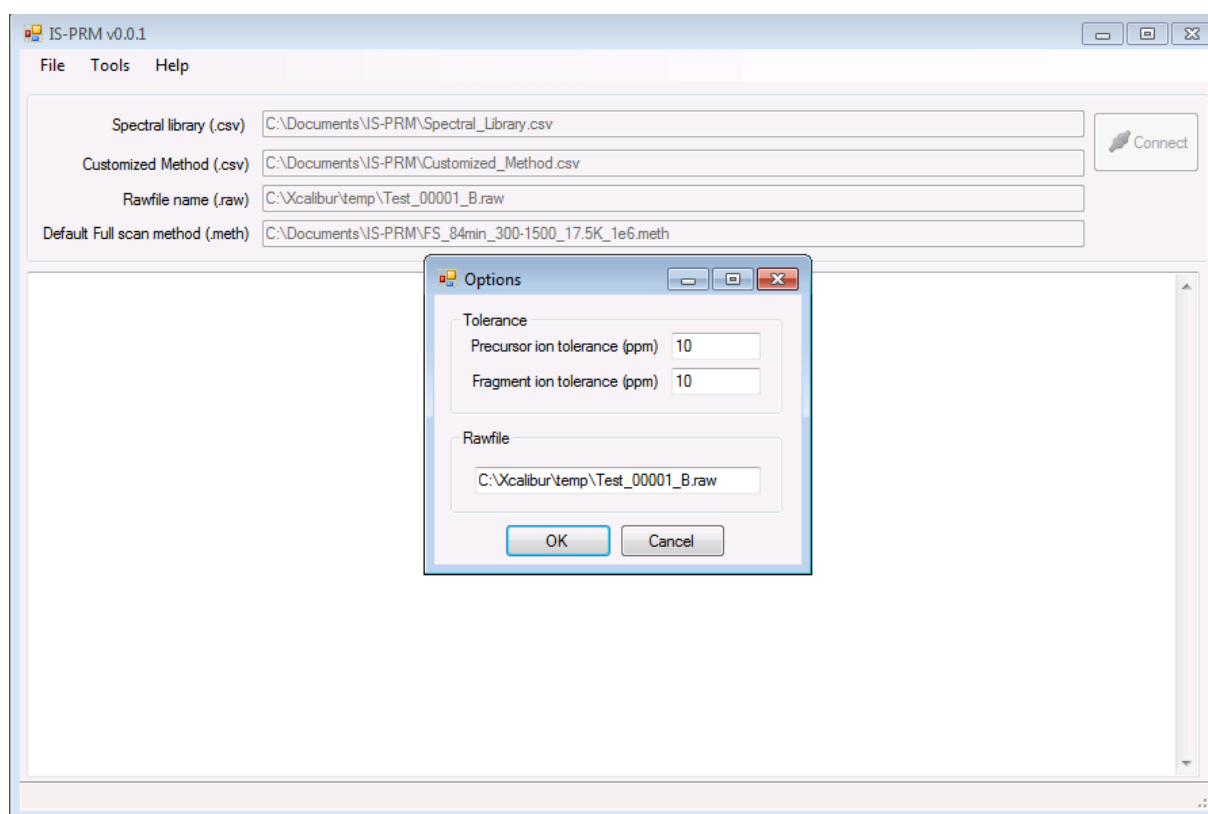 IS-PRM v0.0.1
File Tools Help
Spectral library (.csv) C:\Documents\IS-PRM\Spectral_Library.csv
Connect
Customized Method (.csv) C:\Documents\IS-PRM\Customized_Method.csv
Rawfile name (.raw) C:\Xcalibur\temp\Test_00001_B.raw
Default Full scan method (.meth) C:\Documents\IS-PRM\FS_84min_300-1500_17.5K_1e6.meth
Options
Tolerance
Precursor ion tolerance (ppm) 10
Fragment ion tolerance (ppm) 10
Rawfile
C:\Xcalibur\temp\Test_00001_B.raw
OK Cancel